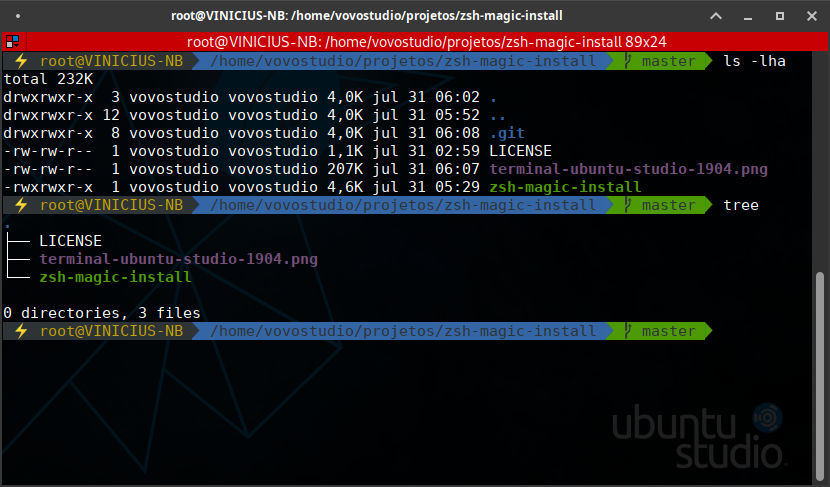 root@VINICIUS-NB: /home/vovostudio/projetos/zsh-magic-install
root@VINICIUS-NB: /home/vovostudio/projetos/zsh-magic-install 89x24
⚡ root@VINICIUS-NB /home/vovostudio/projetos/zsh-magic-install master ls -lha
total 232K
drwxrwxr-x  3 vovostudio vovostudio 4,0K jul 31 06:02 .
drwxrwxr-x 12 vovostudio vovostudio 4,0K jul 31 05:52 ..
drwxrwxr-x  8 vovostudio vovostudio 4,0K jul 31 06:08 .git
-rw-rw-r--  1 vovostudio vovostudio 1,1K jul 31 02:59 LICENSE
-rw-rw-r--  1 vovostudio vovostudio 207K jul 31 06:07 terminal-ubuntu-studio-1904.png
-rwxrwxr-x  1 vovostudio vovostudio 4,6K jul 31 05:29 zsh-magic-install
⚡ root@VINICIUS-NB /home/vovostudio/projetos/zsh-magic-install master tree
.
├── LICENSE
├── terminal-ubuntu-studio-1904.png
└── zsh-magic-install
0 directories, 3 files
⚡ root@VINICIUS-NB /home/vovostudio/projetos/zsh-magic-install master
ubuntu
studio.